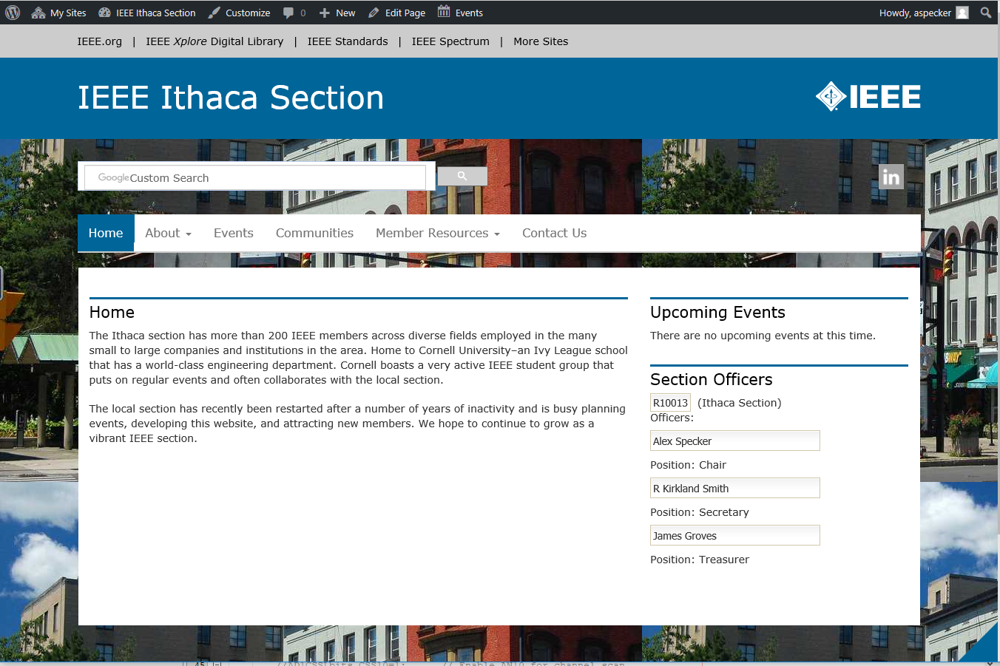 My Sites IEEE Ithaca Section Customize 0 New Edit Page Events Howdy, aspecker
IEEE.org | IEEE Xplore Digital Library | IEEE Standards | IEEE Spectrum | More Sites
IEEE Ithaca Section
IEEE
Google Custom Search
in
Home About Events Communities Member Resources Contact Us
Home
The Ithaca section has more than 200 IEEE members across diverse fields employed in the many
small to large companies and institutions in the area. Home to Cornell University–an Ivy League school
that has a world-class engineering department. Cornell boasts a very active IEEE student group that
puts on regular events and often collaborates with the local section.
The local section has recently been restarted after a number of years of inactivity and is busy planning
events, developing this website, and attracting new members. We hope to continue to grow as a
vibrant IEEE section.
Upcoming Events
There are no upcoming events at this time.
Section Officers
R10013 (Ithaca Section)
Officers:
Alex Specker
Position: Chair
R Kirkland Smith
Position: Secretary
James Groves
Position: Treasurer